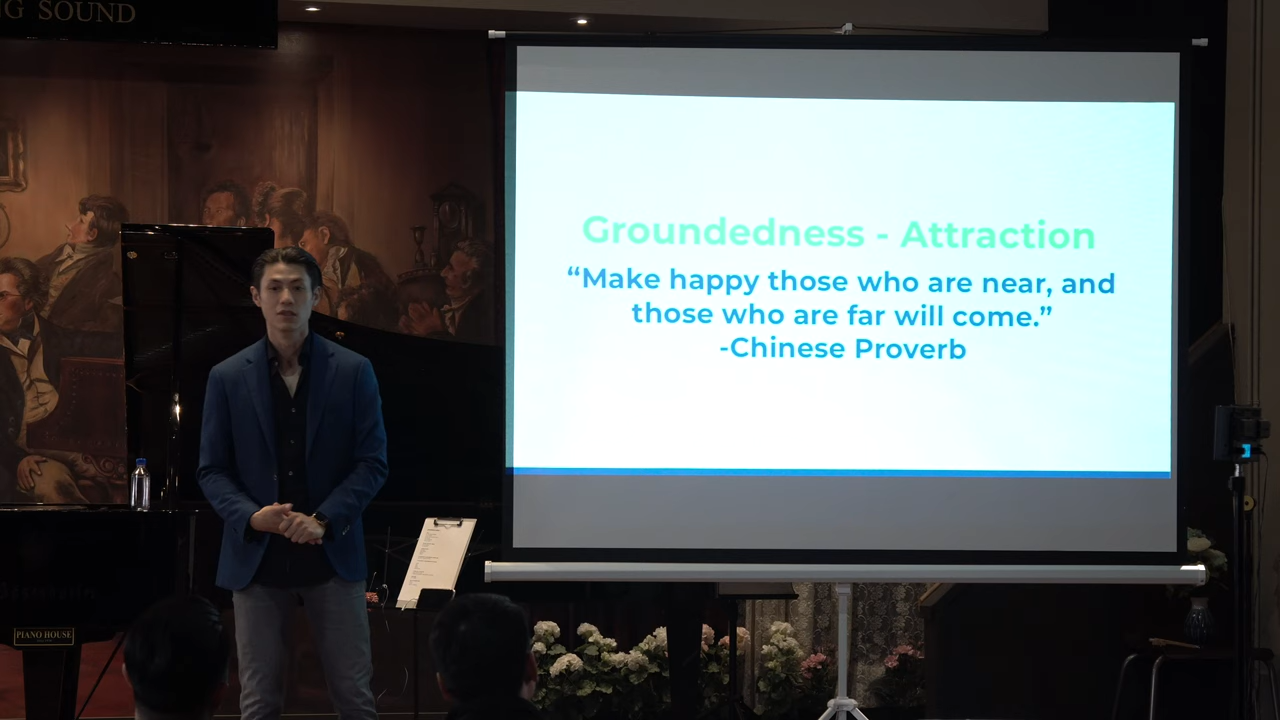 NG SOUND
Groundedness - Attraction
“Make happy those who are near, and
those who are far will come.”
-Chinese Proverb
PIANO HOUSE